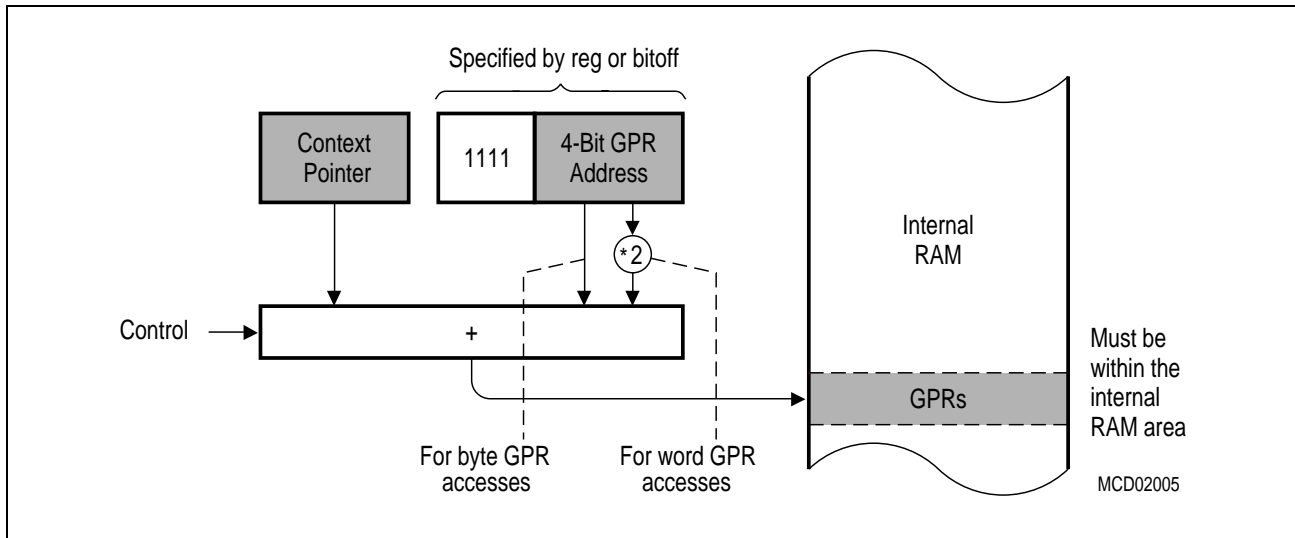 Specified by reg or bitoff
Context
Pointer
1111
4-Bit GPR
Address
*2
Control
+
For byte GPR
accesses
For word GPR
accesses
Internal
RAM
GPRs
Must be
within the
internal
RAM area
MCD02005